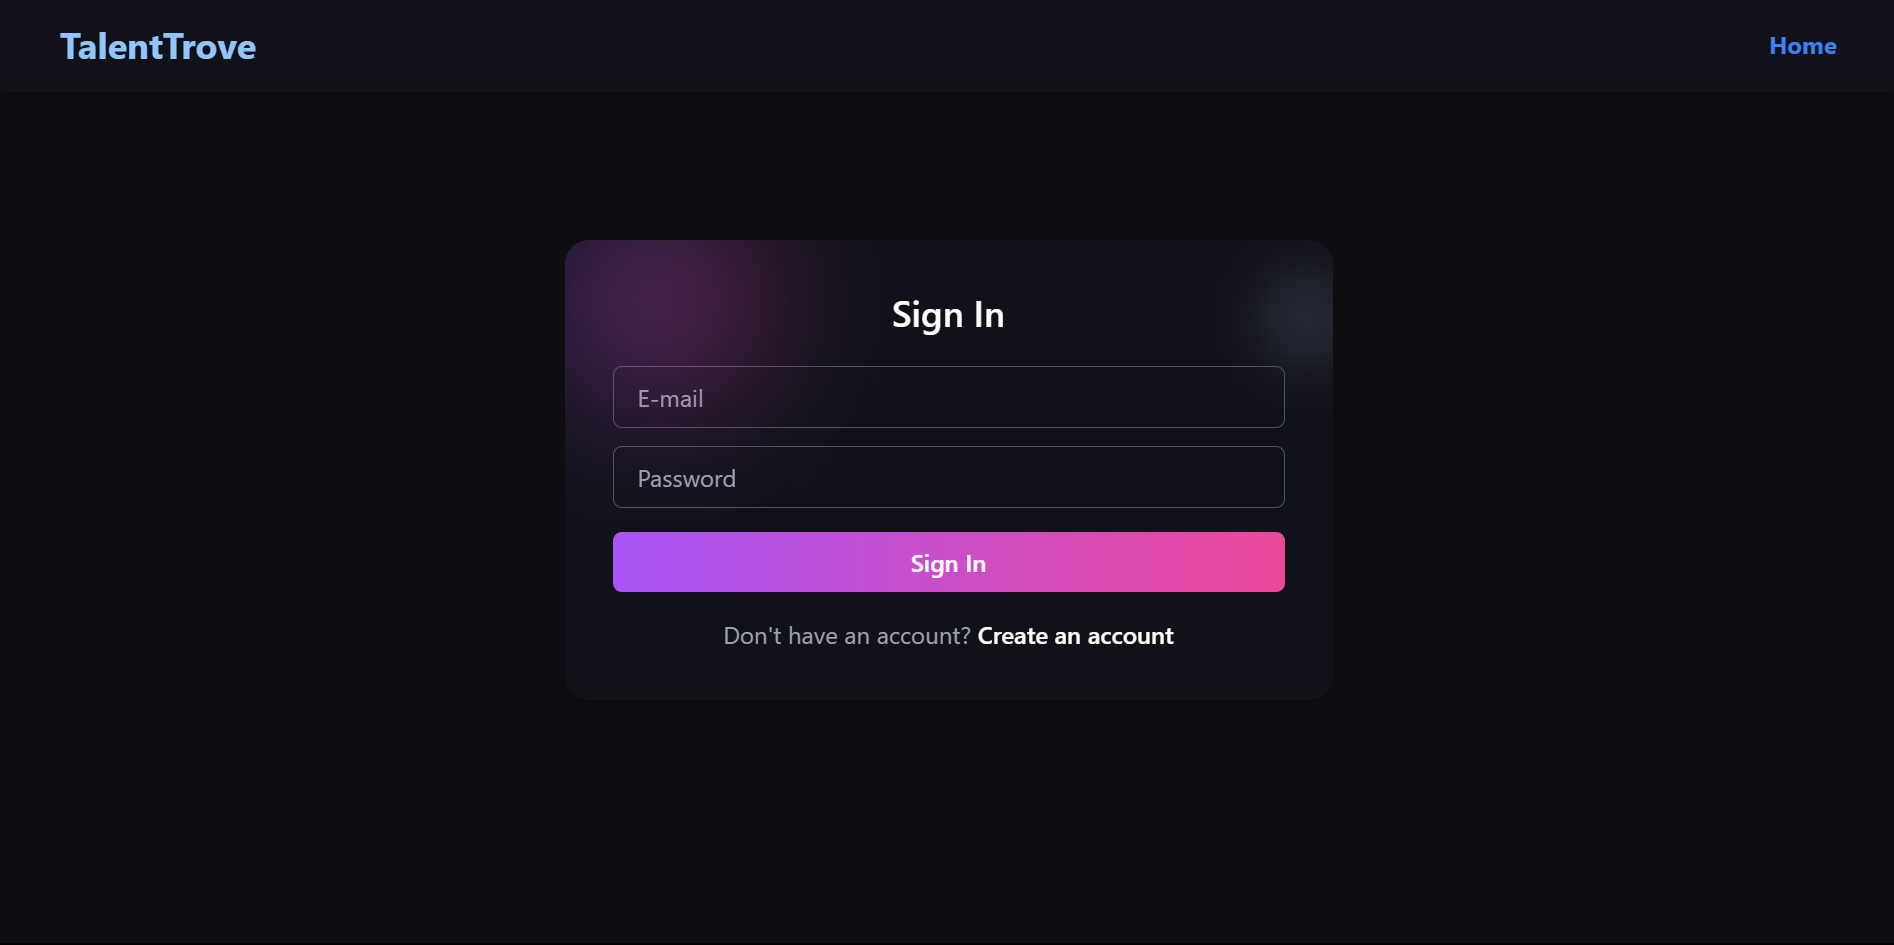 TalentTrove
Home
Sign In
E-mail
Password
Sign In
Don't have an account? Create an account